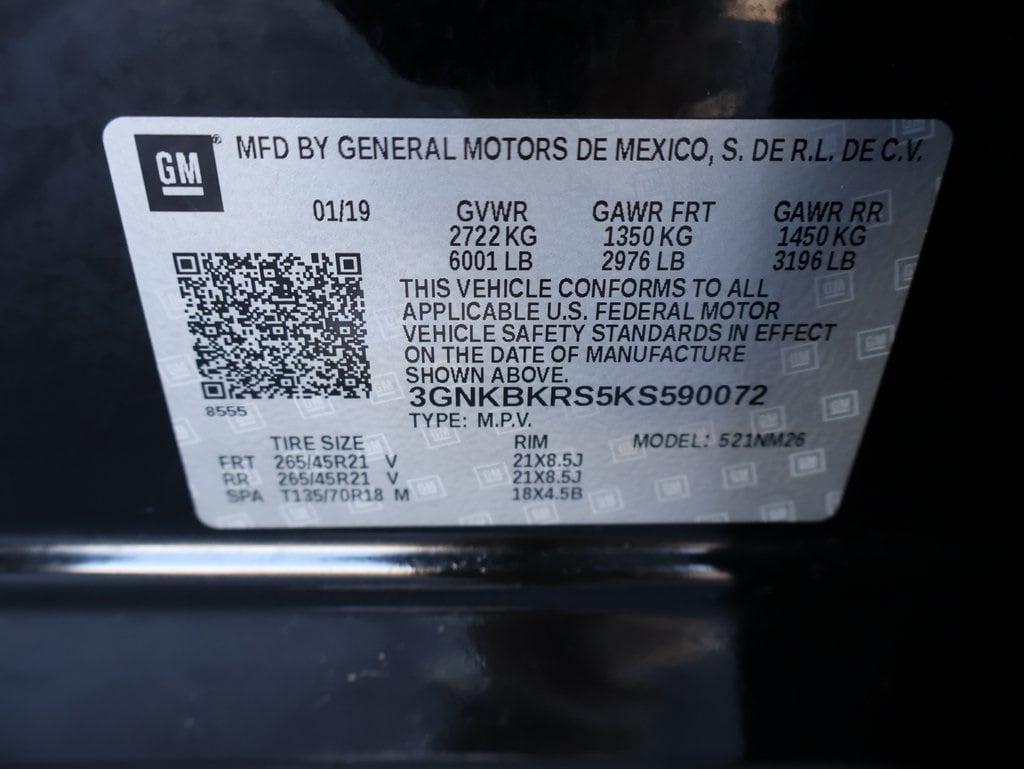 GM® MFD BY GENERAL MOTORS DE MEXICO, S. DE R.L. DE C.V.
01/19 GVWR GAWR FRT GAWR RR
2722 KG 1350 KG 1450 KG
6001 LB 2976 LB 3196 LB
THIS VEHICLE CONFORMS TO ALL
APPLICABLE U.S. FEDERAL MOTOR
VEHICLE SAFETY STANDARDS IN EFFECT
ON THE DATE OF MANUFACTURE
SHOWN ABOVE.
3GNKBKRS5KS590072
8555
TYPE: M.P.V.
TIRE SIZE RIM MODEL: 521NM26
FRT 265/45R21 V 21X8.5J
RR 265/45R21 V 21X8.5J
SPA T135/70R18 M 18X4.5B